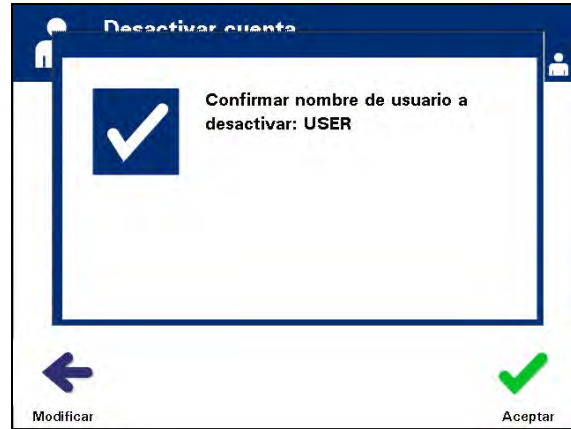 Desactivar cuenta
Confirmar nombre de usuario a
desactivar: USER
Modificar
Aceptar